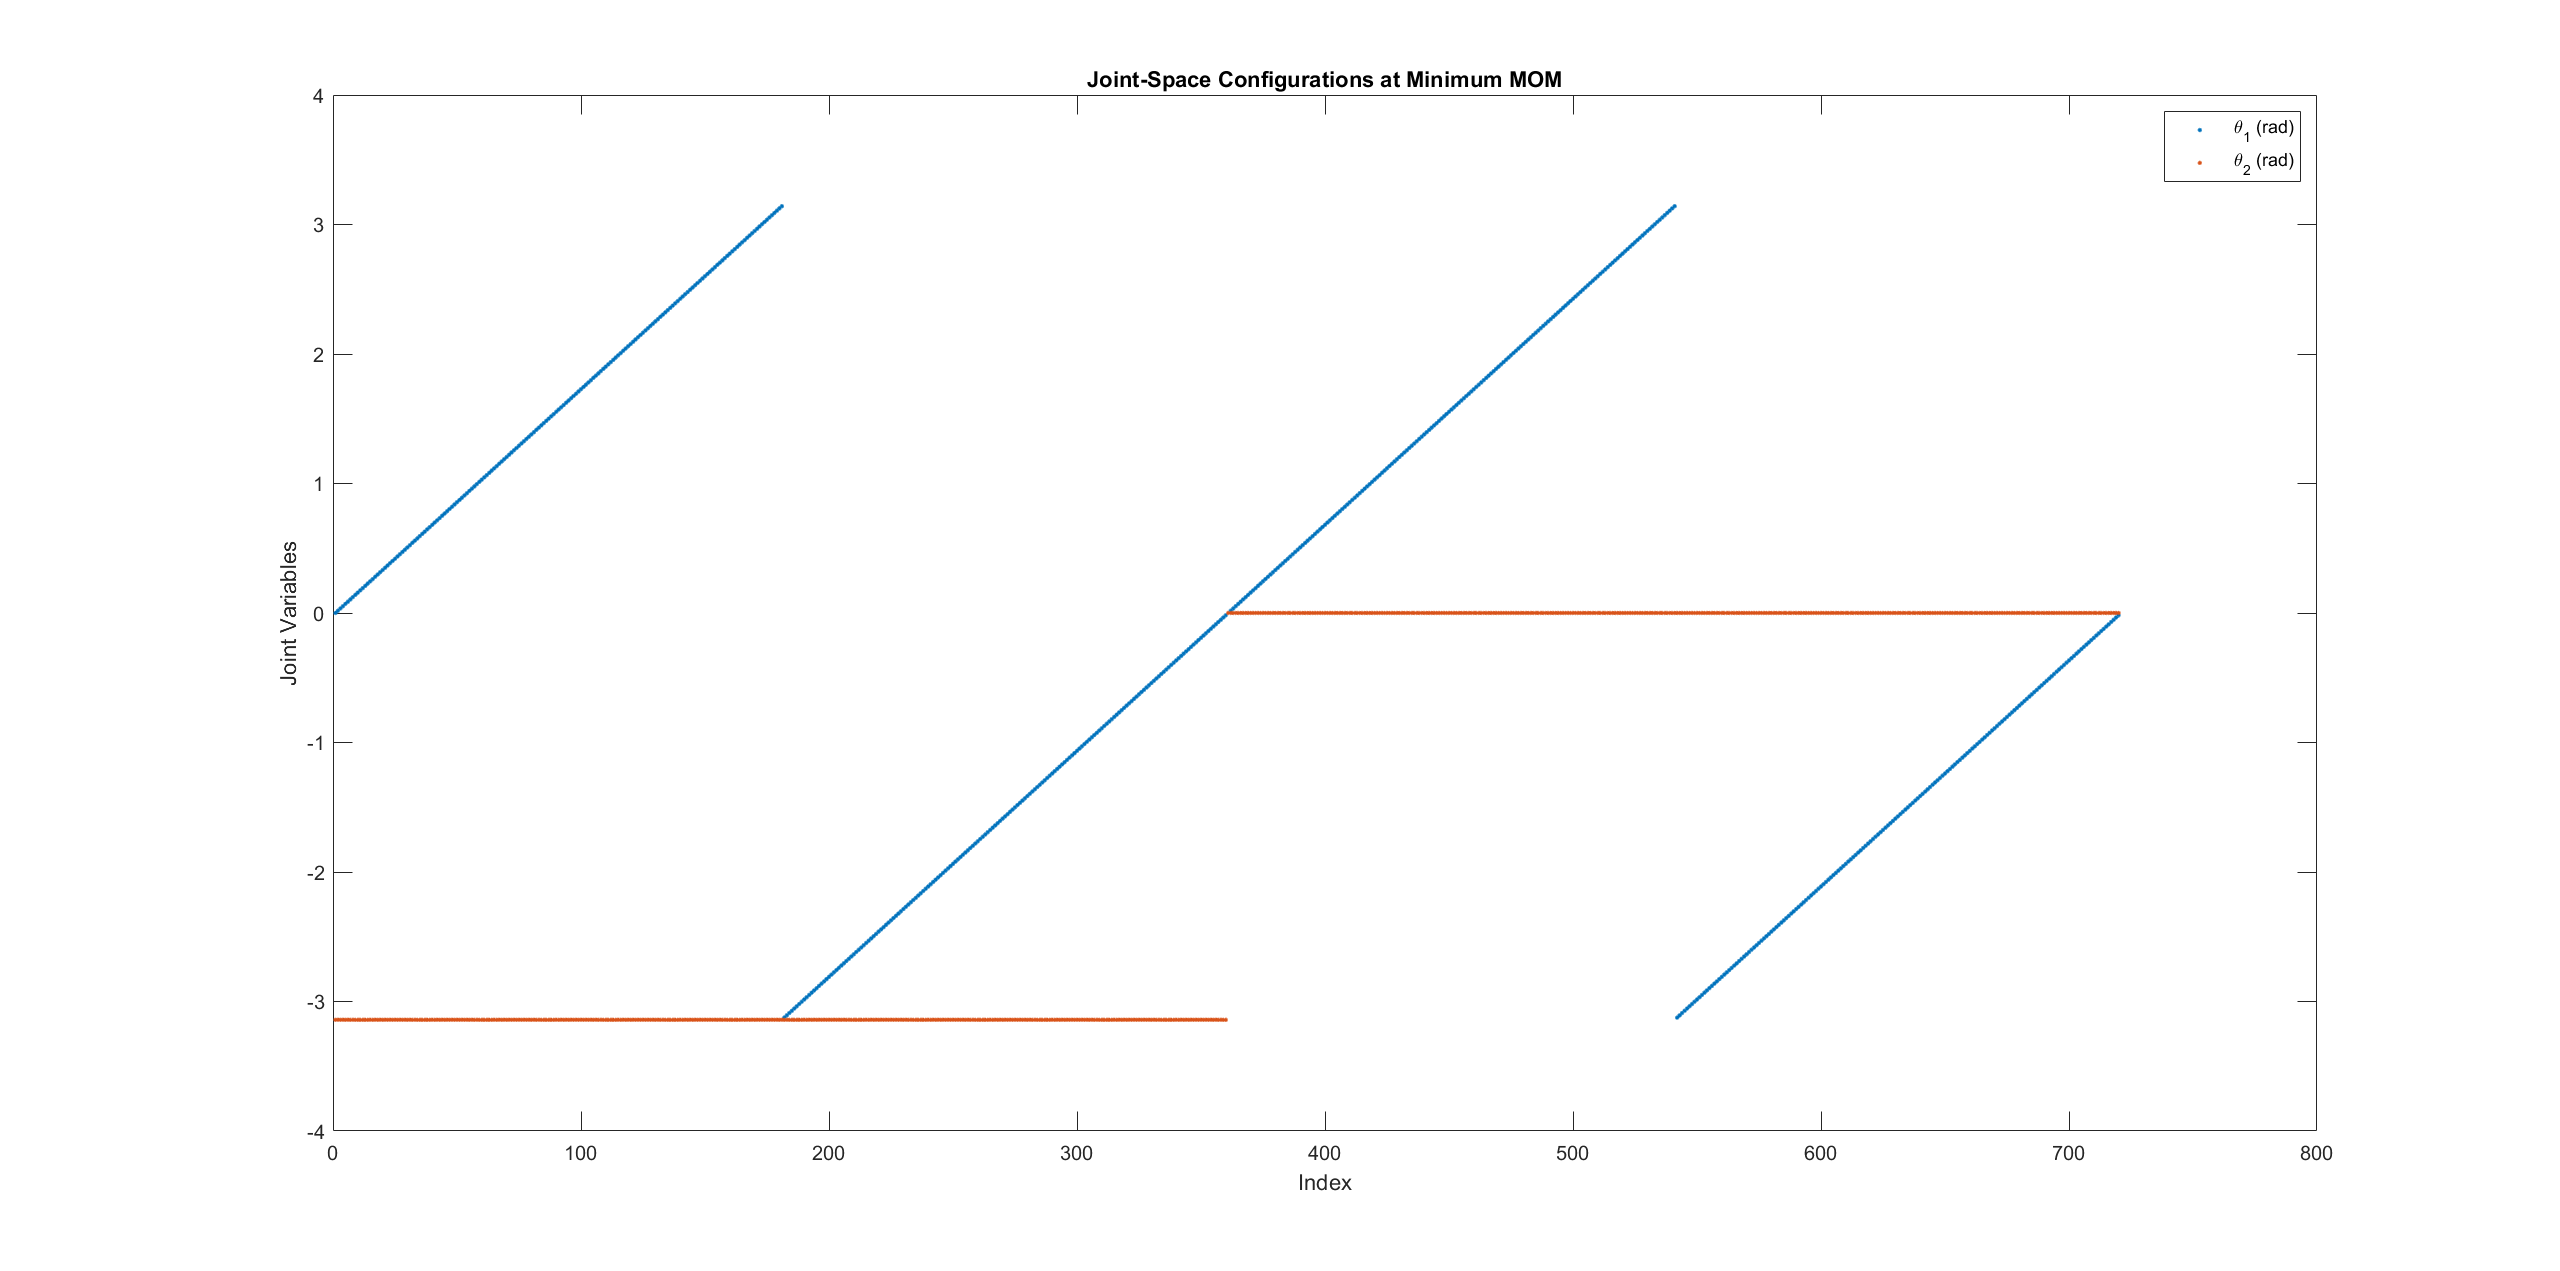 Joint-Space Configurations at Minimum MOM
θ1 (rad)
θ2 (rad)
4
3
2
1
0
-1
-2
-3
-4
Joint Variables
0 100 200 300 400 500 600 700 800
Index